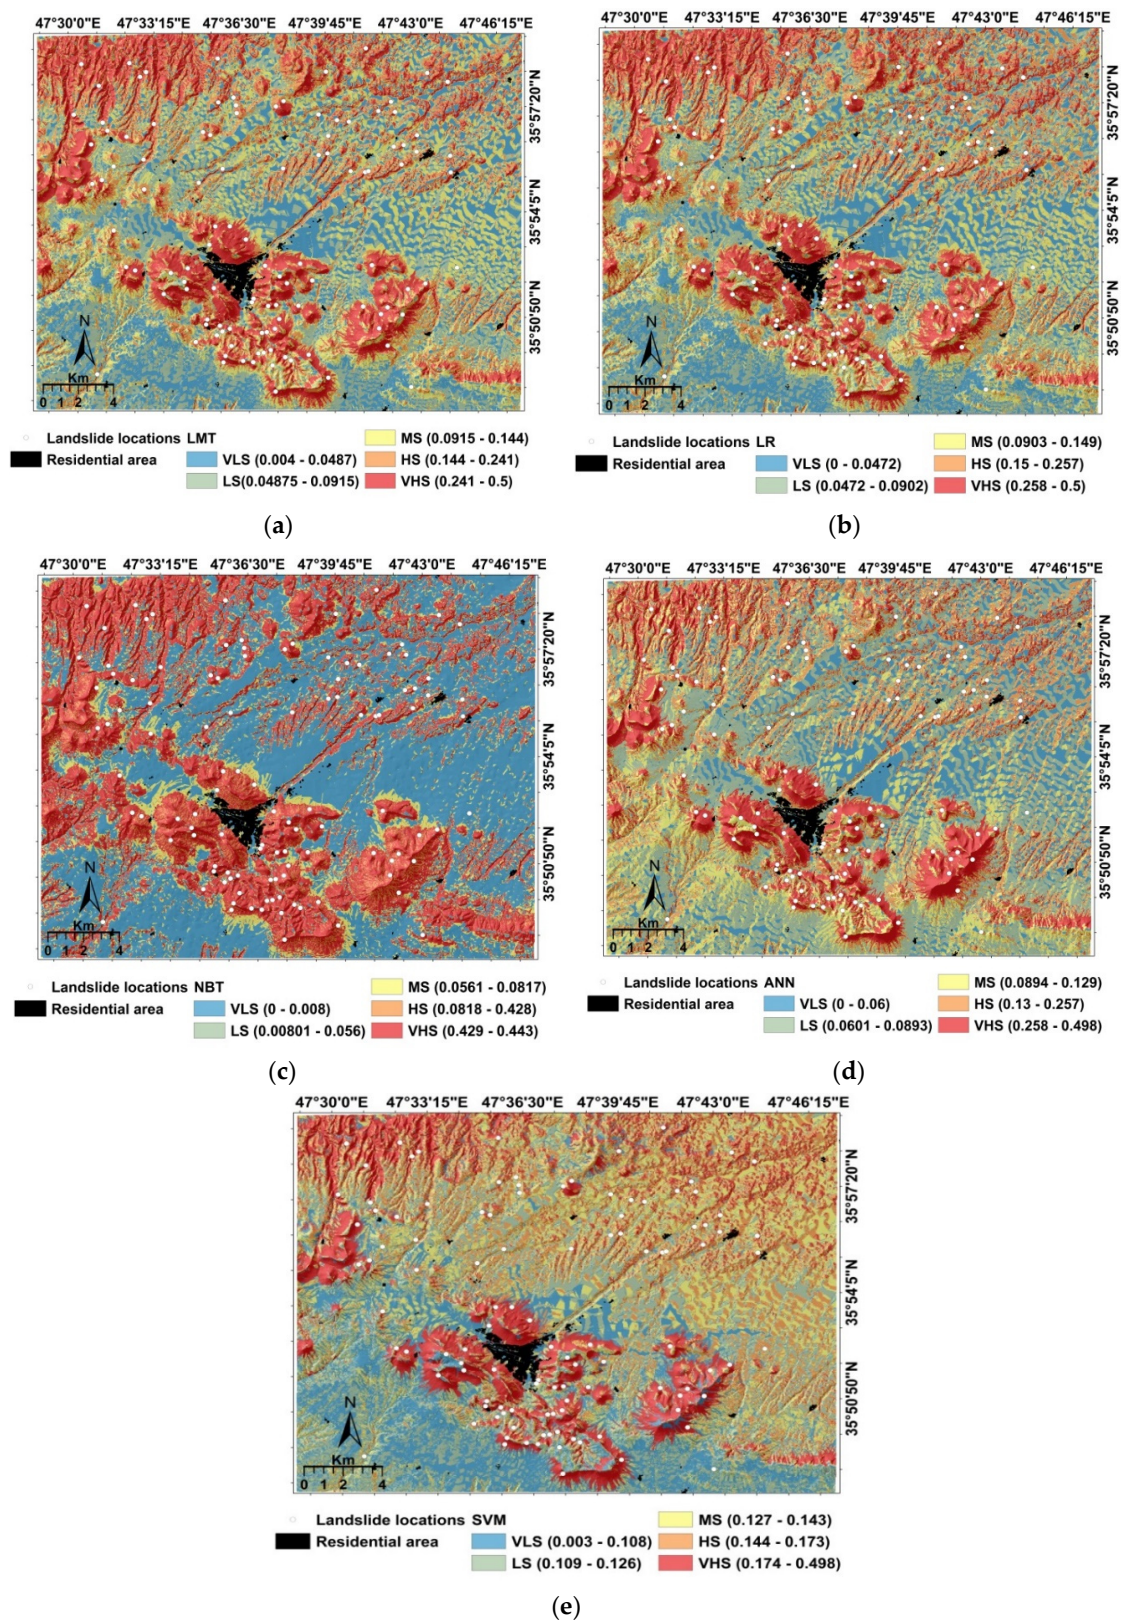 47°30'0"E 47°33'15"E 47°36'30"E 47°39'45"E 47°43'0"E 47°46'15"E
35°57'20"N
35°54'5"N
35°50'50"N
N
Km
0 1 2 4
Landslide locations LMT
Residential area
VLS (0.004 - 0.0487)
LS(0.04875 - 0.0915)
MS (0.0915 - 0.144)
HS (0.144 - 0.241)
VHS (0.241 - 0.5)
(a)
47°30'0"E 47°33'15"E 47°36'30"E 47°39'45"E 47°43'0"E 47°46'15"E
35°57'20"N
35°54'5"N
35°50'50"N
N
Km
0 1 2 4
Landslide locations LR
Residential area
VLS (0 - 0.0472)
LS (0.0472 - 0.0902)
MS (0.0903 - 0.149)
HS (0.15 - 0.257)
VHS (0.258 - 0.5)
(b)
47°30'0"E 47°33'15"E 47°36'30"E 47°39'45"E 47°43'0"E 47°46'15"E
35°57'20"N
35°54'5"N
35°50'50"N
N
Km
0 1 2 4
Landslide locations NBT
Residential area
VLS (0 - 0.008)
LS (0.00801 - 0.056)
MS (0.0561 - 0.0817)
HS (0.0818 - 0.428)
VHS (0.429 - 0.443)
(c)
47°30'0"E 47°33'15"E 47°36'30"E 47°39'45"E 47°43'0"E 47°46'15"E
35°57'20"N
35°54'5"N
35°50'50"N
N
Km
0 1 2 4
Landslide locations ANN
Residential area
VLS (0 - 0.06)
LS (0.0601 - 0.0893)
MS (0.0894 - 0.129)
HS (0.13 - 0.257)
VHS (0.258 - 0.498)
(d)
47°30'0"E 47°33'15"E 47°36'30"E 47°39'45"E 47°43'0"E 47°46'15"E
35°57'20"N
35°54'5"N
35°50'50"N
N
Km
0 1 2 4
Landslide locations SVM
Residential area
VLS (0.003 - 0.108)
LS (0.109 - 0.126)
MS (0.127 - 0.143)
HS (0.144 - 0.173)
VHS (0.174 - 0.498)
(e)